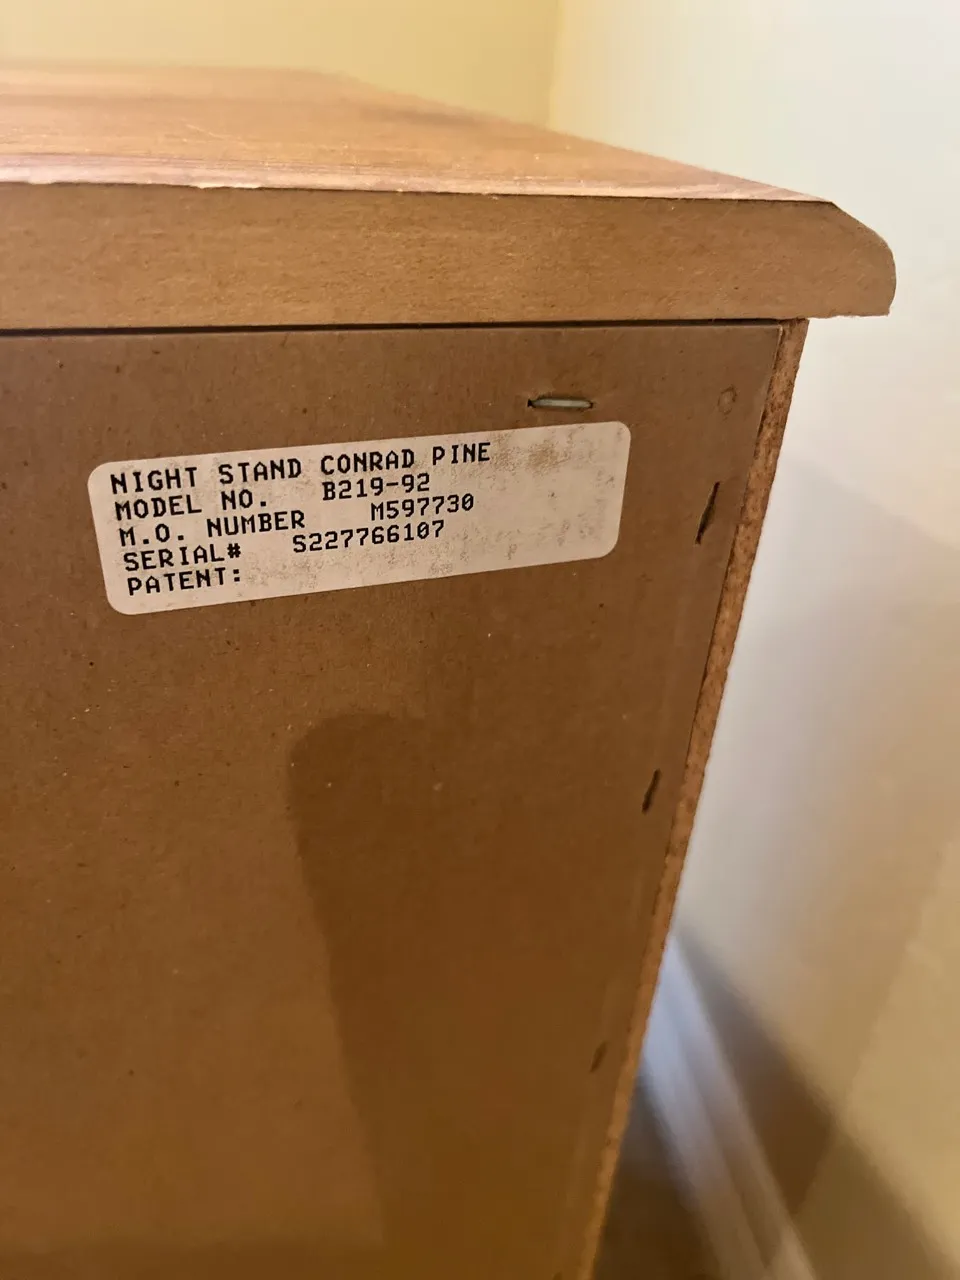 NIGHT STAND CONRAD PINE
MODEL NO. B219-92
M.O. NUMBER M597730
SERIAL# S227766107
PATENT: